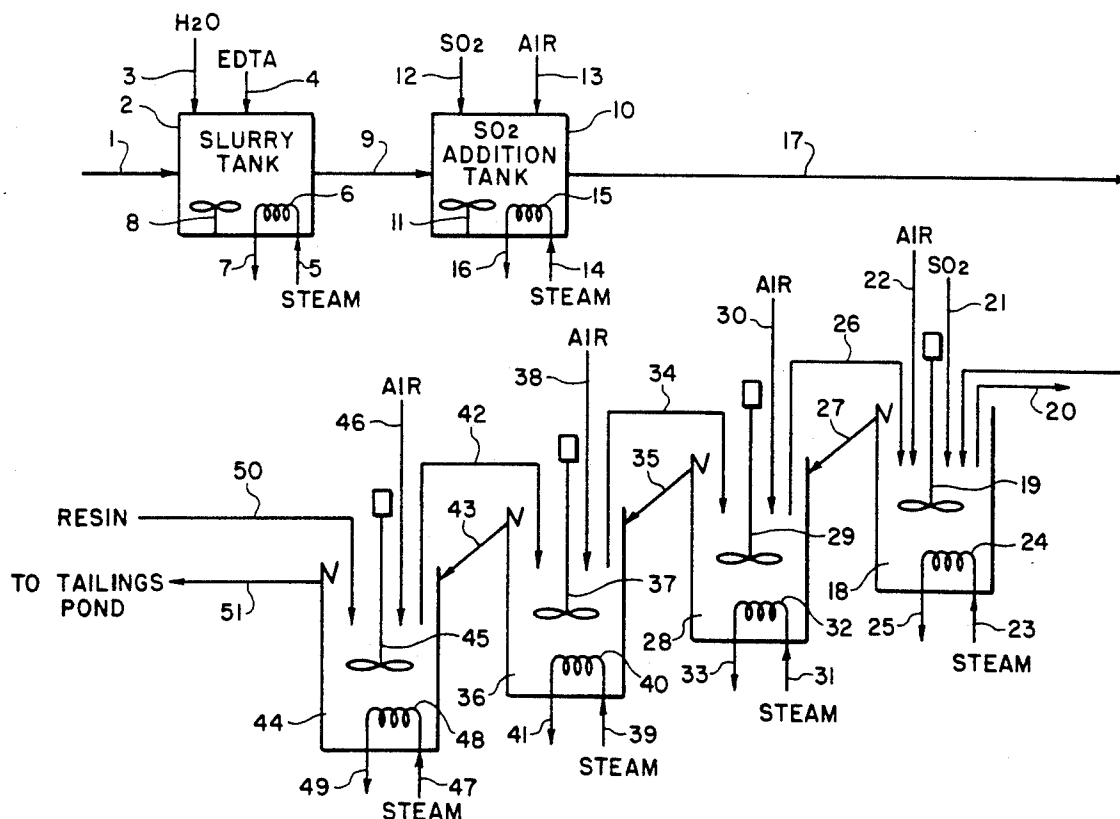 H2O
EDTA
3
4
2
SLURRY
TANK
1
8
6
7
5
STEAM
9
SO2
AIR
12
13
10
SO2
ADDITION
TANK
11
15
16
14
STEAM
17
AIR
SO2
22
21
AIR
30
26
27
20
19
29
24
18
25
23
STEAM
28
32
33
31
STEAM
AIR
38
34
35
37
36
40
41
39
STEAM
AIR
46
42
43
50
RESIN
TO TAILINGS
POND
51
45
44
48
49
47
STEAM